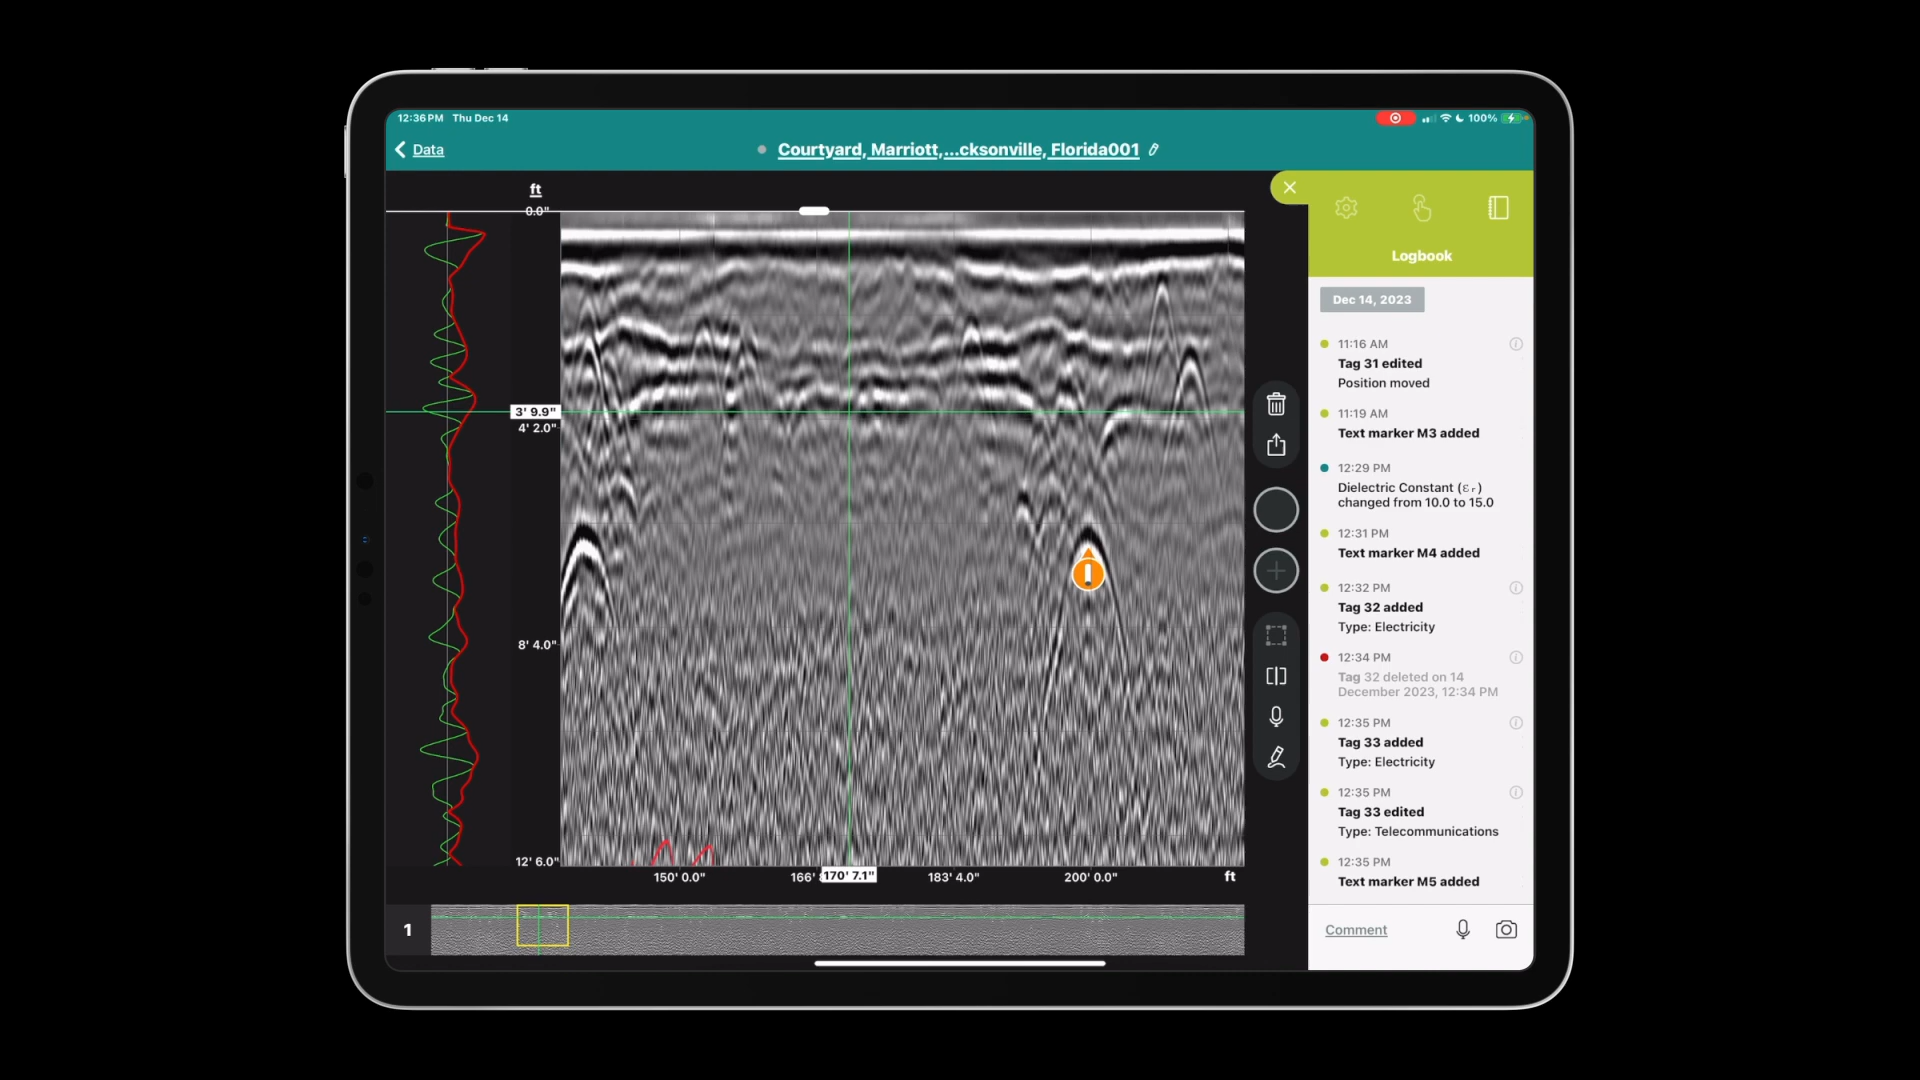 12:36 PM Thu Dec 14
100%
Data
Courtyard, Marriott,...cksonville, Florida001
ft
0.0"
3' 9.9"
4' 2.0"
8' 4.0"
12' 6.0"
150' 0.0"
166'
170' 7.1"
183' 4.0"
200' 0.0"
ft
1
Logbook
Dec 14, 2023
11:16 AM
Tag 31 edited
Position moved
11:19 AM
Text marker M3 added
12:29 PM
Dielectric Constant (εᵣ)
changed from 10.0 to 15.0
12:31 PM
Text marker M4 added
12:32 PM
Tag 32 added
Type: Electricity
12:34 PM
Tag 32 deleted on 14
December 2023, 12:34 PM
12:35 PM
Tag 33 added
Type: Electricity
12:35 PM
Tag 33 edited
Type: Telecommunications
12:35 PM
Text marker M5 added
Comment